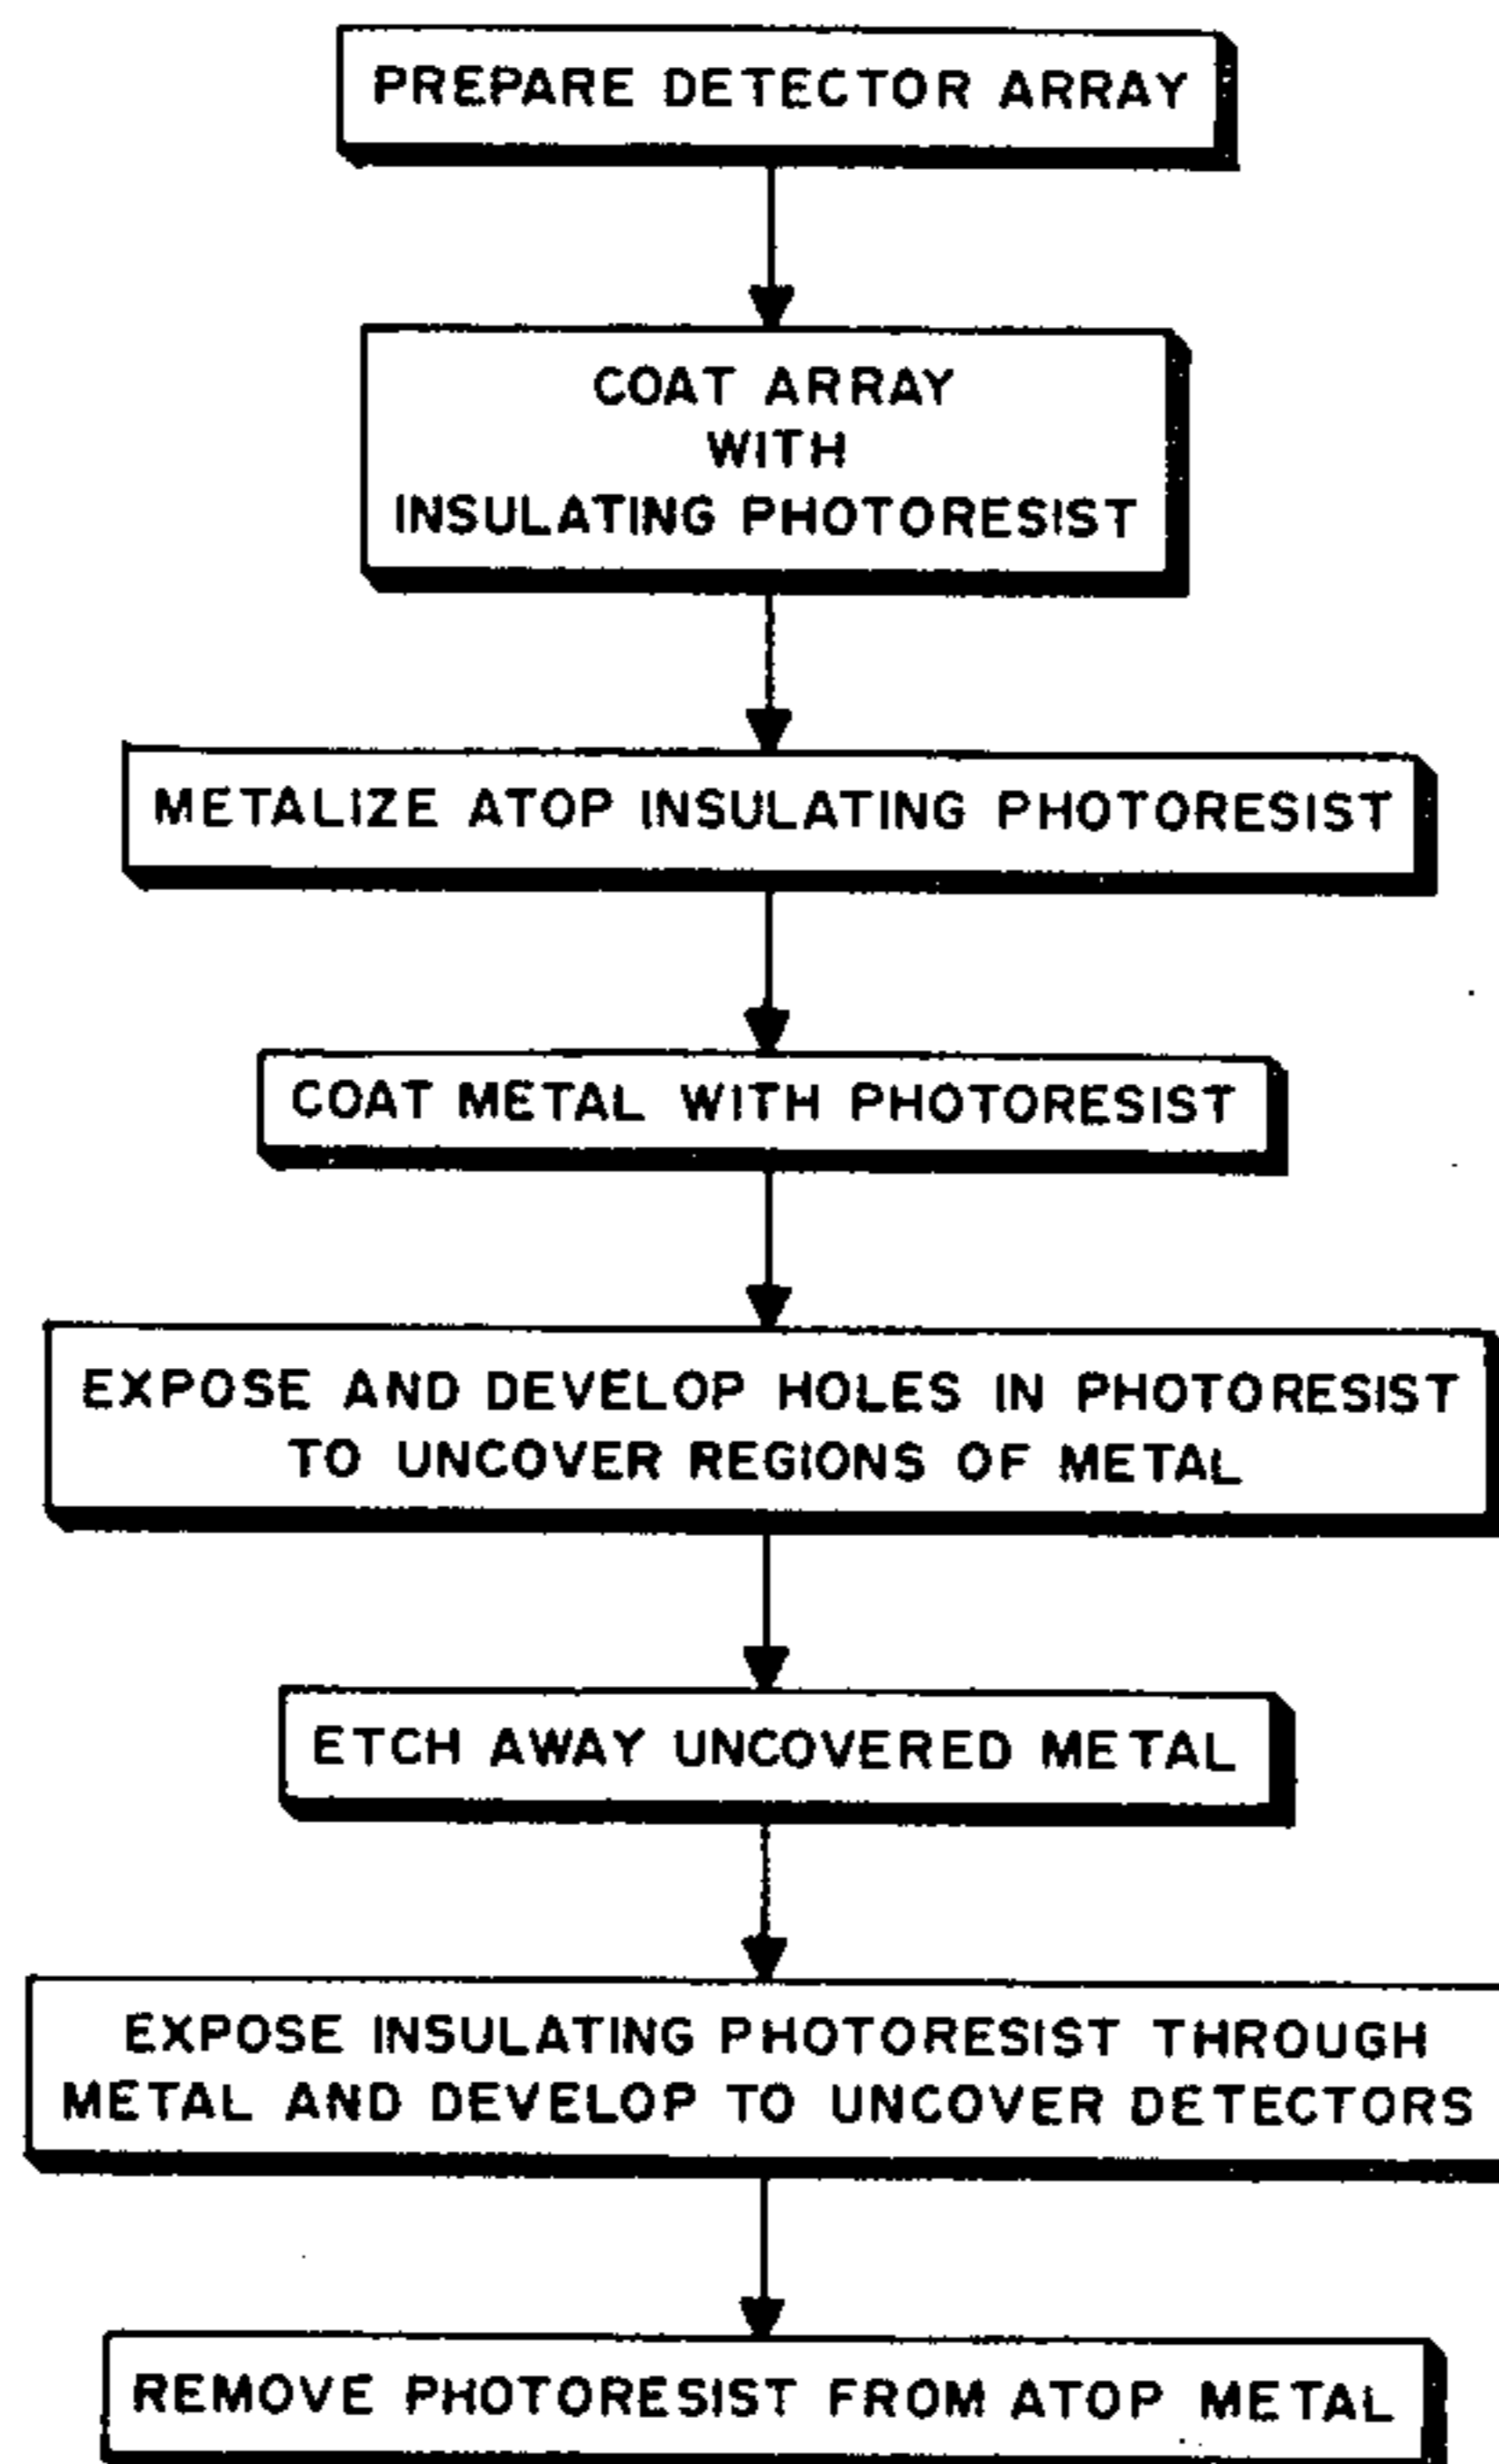 PREPARE DETECTOR ARRAY
COAT ARRAY
WITH
INSULATING PHOTORESIST
METALIZE ATOP INSULATING PHOTORESIST
COAT METAL WITH PHOTORESIST
EXPOSE AND DEVELOP HOLES IN PHOTORESIST
TO UNCOVER REGIONS OF METAL
ETCH AWAY UNCOVERED METAL
EXPOSE INSULATING PHOTORESIST THROUGH
METAL AND DEVELOP TO UNCOVER DETECTORS
REMOVE PHOTORESIST FROM ATOP METAL